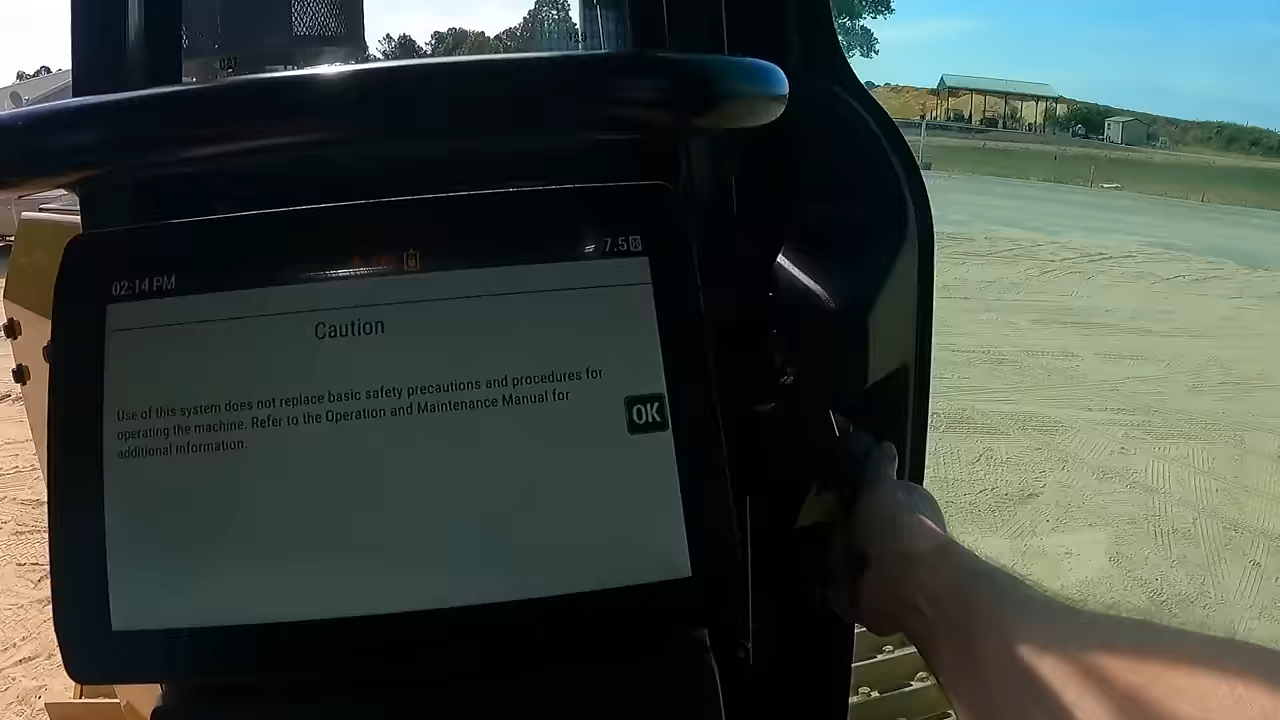 CAT
02:14 PM
7.5
Caution
Use of this system does not replace basic safety precautions and procedures for
operating the machine. Refer to the Operation and Maintenance Manual for
additional information.
OK